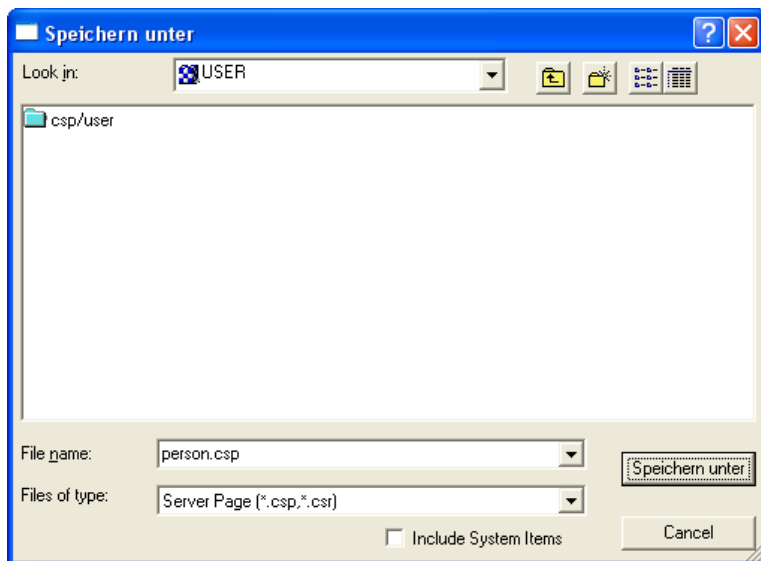 Speichern unter
Look in:
USER
csp/user
File name:
person.csp
Speichern unter
Files of type:
Server Page (*.csp,*.csr)
Include System Items
Cancel